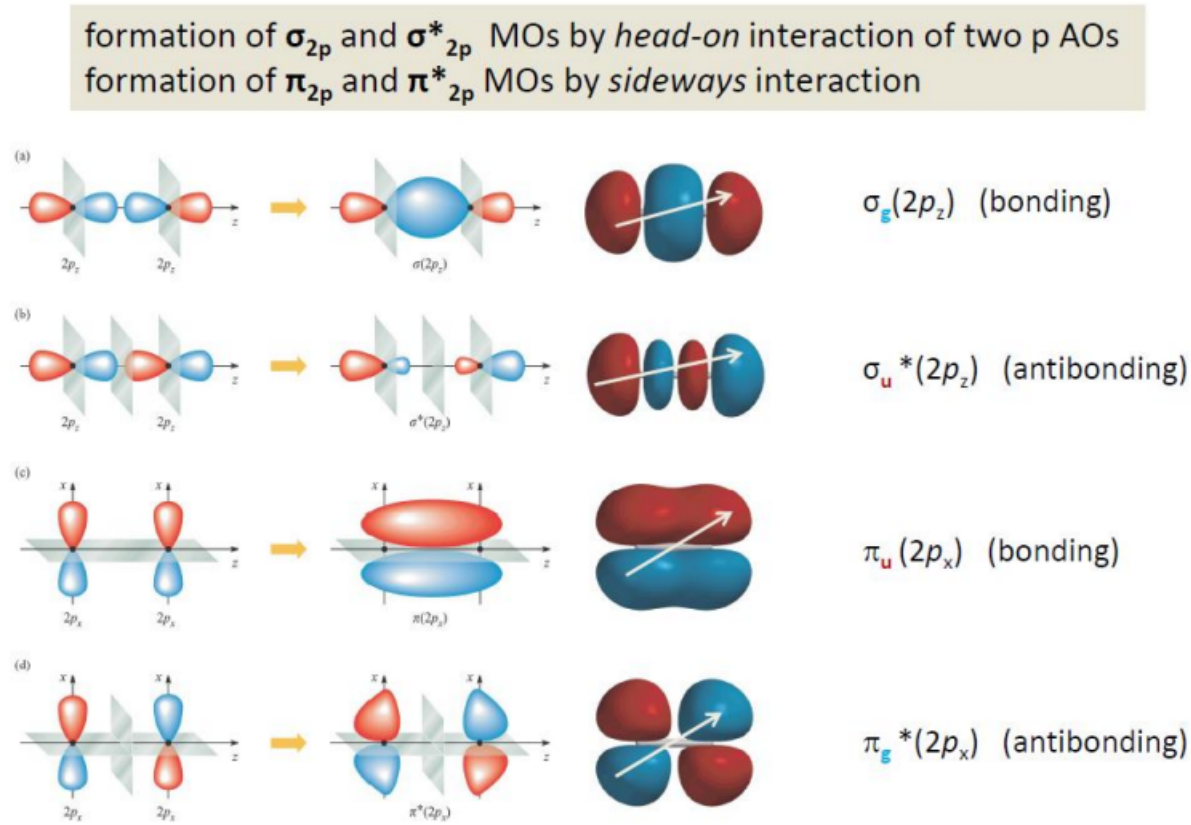 formation of σ2p and σ*2p MOs by head-on interaction of two p AOs
formation of π2p and π*2p MOs by sideways interaction
(a)
z
2pz
2pz
z
σ(2pz)
σg(2pz) (bonding)
(b)
z
2pz
2pz
z
σ*(2pz)
σu*(2pz) (antibonding)
(c)
x
x
z
2px
2px
x
x
z
π(2px)
πu(2px) (bonding)
(d)
x
x
z
2px
2px
x
x
z
π*(2px)
πg*(2px) (antibonding)